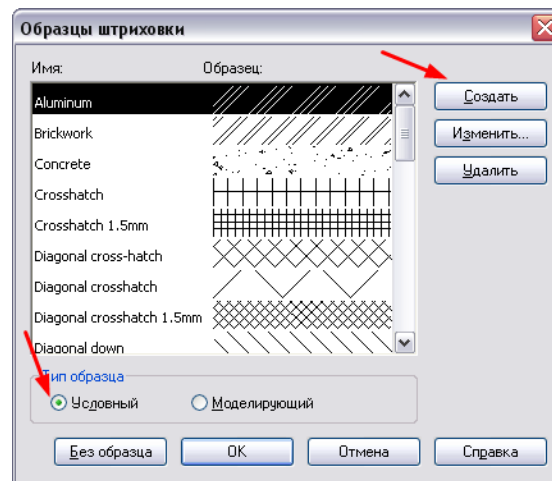 Образцы штриховки
Имя: Образец:
Aluminum
Создать
Brickwork
Изменить...
Concrete
Удалить
Crosshatch
Crosshatch 1.5mm
Diagonal cross-hatch
Diagonal crosshatch
Diagonal crosshatch 1.5mm
Diagonal down
Тип образца
Условный Моделирующий
Без образца OK Отмена Справка